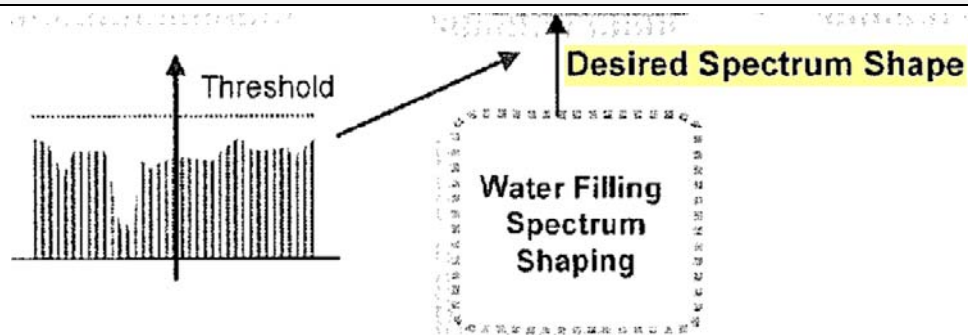 Threshold
Desired Spectrum Shape
Water Filling
Spectrum
Shaping